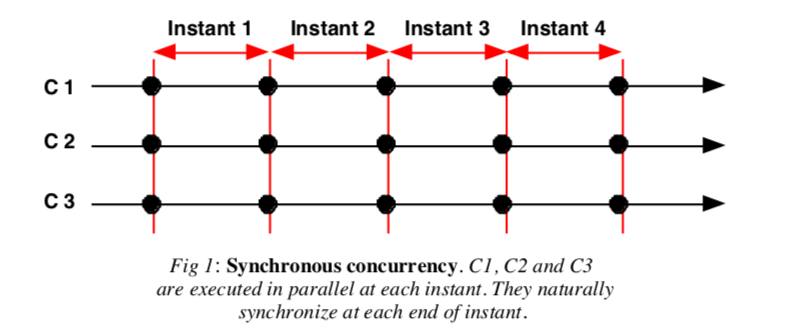 Instant 1 Instant 2 Instant 3 Instant 4
C 1
C 2
C 3
Fig 1: Synchronous concurrency. C1, C2 and C3
are executed in parallel at each instant. They naturally
synchronize at each end of instant.